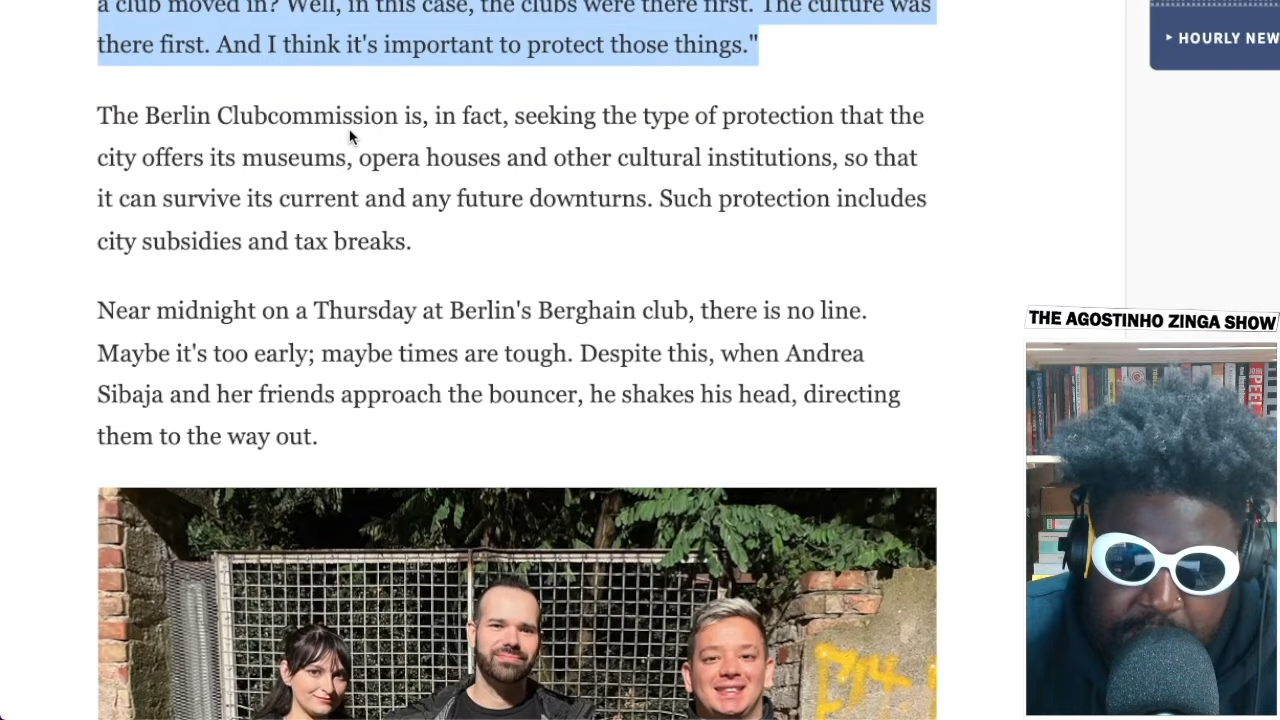 a club moved in? Well, in this case, the clubs were there first. The culture was
there first. And I think it's important to protect those things."
HOURLY NEW
The Berlin Clubcommission is, in fact, seeking the type of protection that the
city offers its museums, opera houses and other cultural institutions, so that
it can survive its current and any future downturns. Such protection includes
city subsidies and tax breaks.
Near midnight on a Thursday at Berlin's Berghain club, there is no line.
Maybe it's too early; maybe times are tough. Despite this, when Andrea
Sibaja and her friends approach the bouncer, he shakes his head, directing
them to the way out.
THE AGOSTINHO ZINGA SHOW
PEEL